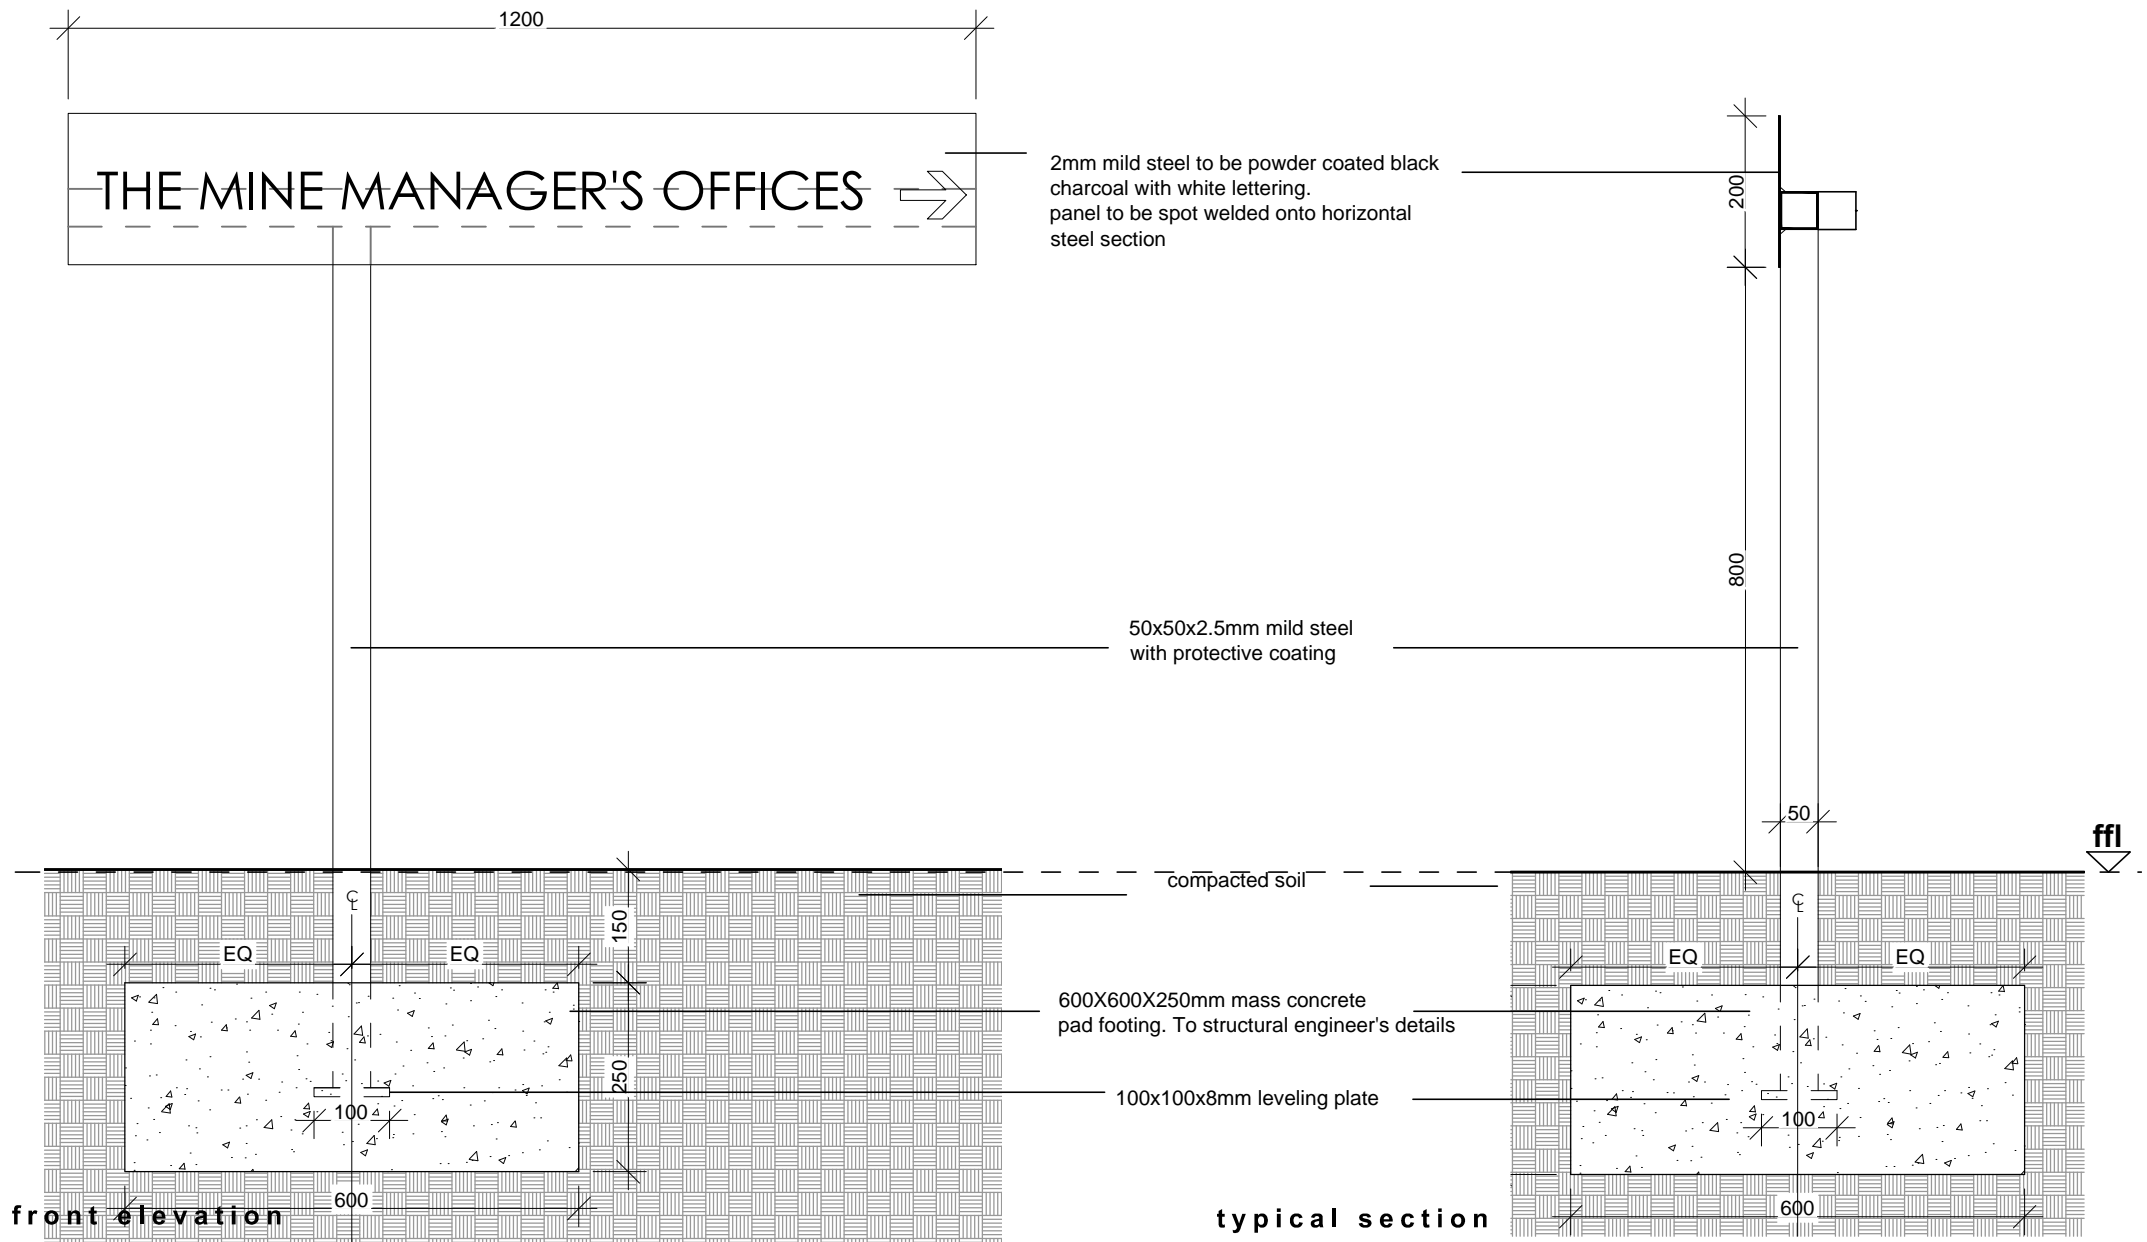 1200
THE MINE MANAGER'S OFFICES
2mm mild steel to be powder coated black
charcoal with white lettering.
panel to be spot welded onto horizontal
steel section
200
800
50x50x2.5mm mild steel
with protective coating
50
ffl
compacted soil
150
CL
CL
EQ
EQ
EQ
EQ
600X600X250mm mass concrete
pad footing. To structural engineer's details
250
100x100x8mm leveling plate
100
100
600
600
front elevation
typical section